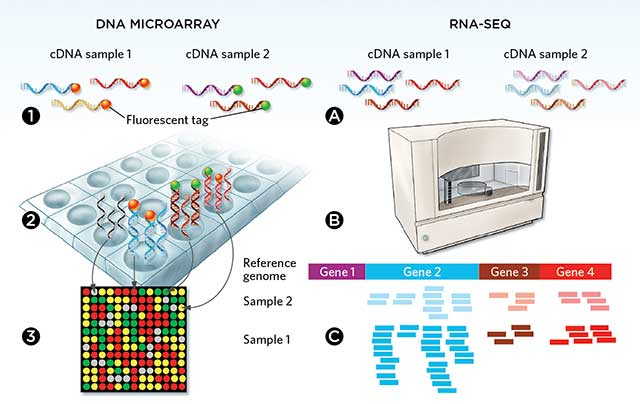 DNA MICROARRAY
cDNA sample 1
cDNA sample 2
Fluorescent tag
1
2
3
RNA-SEQ
cDNA sample 1
cDNA sample 2
A
B
Reference
genome
Gene 1
Gene 2
Gene 3
Gene 4
Sample 2
Sample 1
C